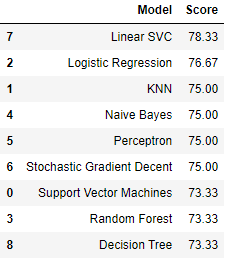 Model Score
7 Linear SVC 78.33
2 Logistic Regression 76.67
1 KNN 75.00
4 Naive Bayes 75.00
5 Perceptron 75.00
6 Stochastic Gradient Decent 75.00
0 Support Vector Machines 73.33
3 Random Forest 73.33
8 Decision Tree 73.33